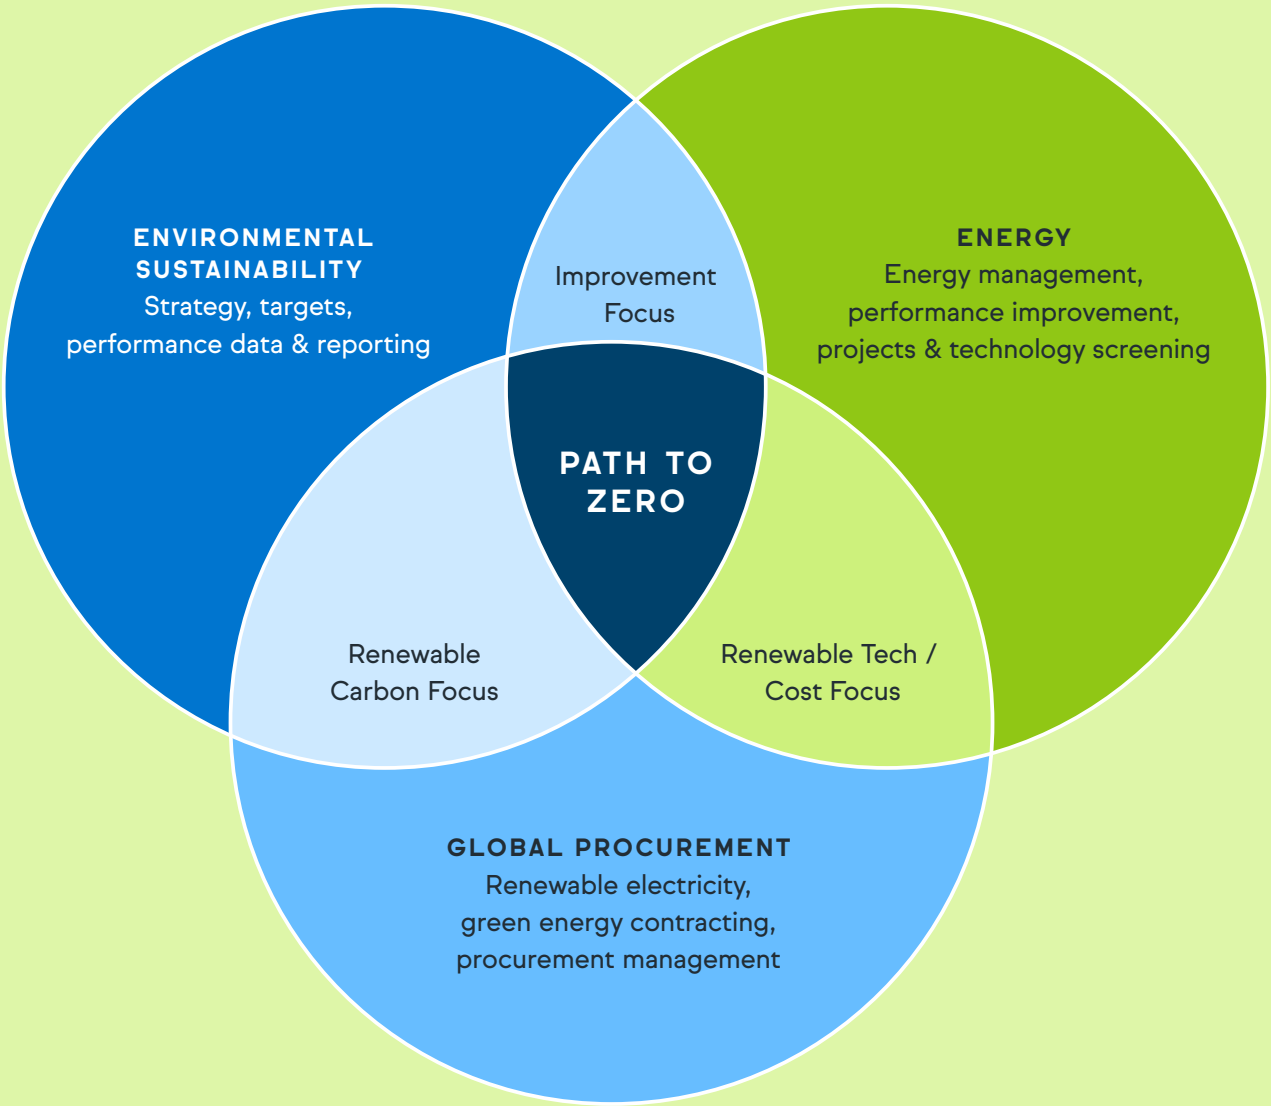 ENVIRONMENTAL
SUSTAINABILITY
Strategy, targets,
performance data & reporting
Improvement
Focus
ENERGY
Energy management,
performance improvement,
projects & technology screening
PATH TO
ZERO
Renewable
Carbon Focus
Renewable Tech /
Cost Focus
GLOBAL PROCUREMENT
Renewable electricity,
green energy contracting,
procurement management